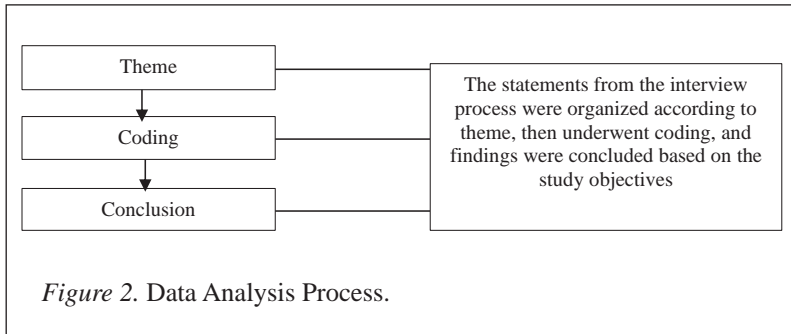 Theme
Coding
Conclusion
The statements from the interview
process were organized according to
theme, then underwent coding, and
findings were concluded based on the
study objectives
Figure 2. Data Analysis Process.